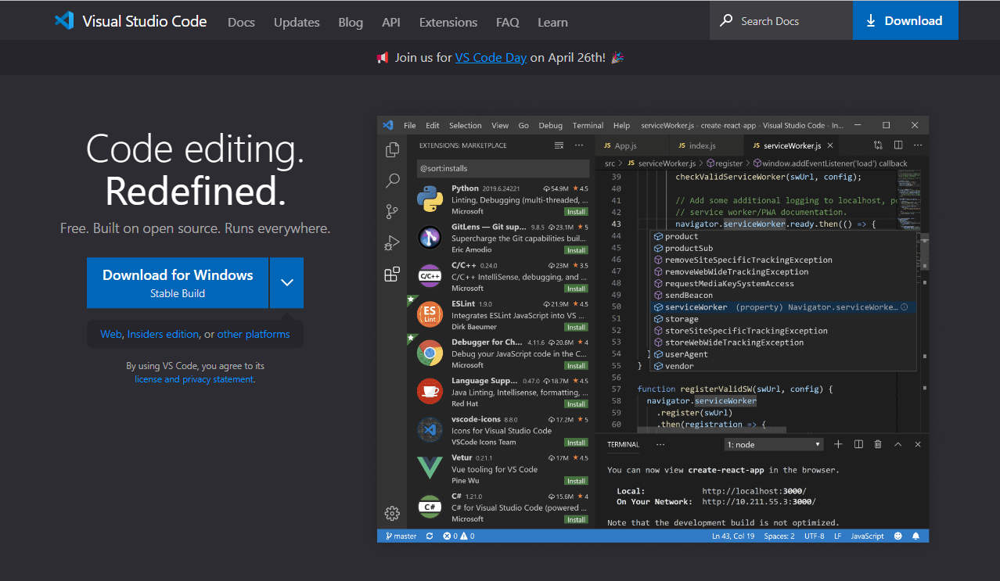 Visual Studio Code Docs Updates Blog API Extensions FAQ Learn Search Docs Download
Join us for VS Code Day on April 26th!
Code editing.
Redefined.
Free. Built on open source. Runs everywhere.
Download for Windows
Stable Build
Web, Insiders edition, or other platforms
By using VS Code, you agree to its
license and privacy statement.
File Edit Selection View Go Debug Terminal Help serviceWorker.js - create-react-app - Visual Studio Code - In...
EXTENSIONS: MARKETPLACE
@sort:installs
Python 2019.6.24221 54.9M 4.5
Linting, Debugging (multi-threaded, ...
Microsoft Install
GitLens — Git sup... 9.8.5 23.1M 5
Supercharge the Git capabilities buil...
Eric Amodio Install
C/C++
C/C++ 0.24.0 23M 3.5
C/C++ IntelliSense, debugging, and ...
Microsoft Install
ES
Lint
ESLint 1.9.0 21.9M 4.5
Integrates ESLint JavaScript into VS ...
Dirk Baeumer Install
Debugger for Ch... 4.11.6 20.6M 4
Debug your JavaScript code in the C...
Microsoft Install
Language Supp... 0.47.0 18.7M 4.5
Java Linting, Intellisense, formatting, ...
Red Hat Install
vscode-icons 8.8.0 17.2M 5
Icons for Visual Studio Code
VSCode Icons Team Install
Vetur 0.21.1 17M 4.5
Vue tooling for VS Code
Pine Wu Install
C#
C# 1.21.0 15.6M 4
C# for Visual Studio Code (powered ...
Microsoft Install
JS App.js JS index.js JS serviceWorker.js
src > JS serviceWorker.js > register > window.addEventListener('load') callback
39 checkValidServiceWorker(swUrl, config);
40
41 // Add some additional logging to localhost, po
42 // service worker/PWA documentation.
43 navigator.serviceWorker.ready.then(() => {
44 product
45 productSub
46 removeSiteSpecificTrackingException
47 removeWebWideTrackingException
48 requestMediaKeySystemAccess
49 sendBeacon
50 serviceWorker (property) Navigator.serviceWorke...
51 storage
52 storeSiteSpecificTrackingException
53 storeWebWideTrackingException
54 } userAgent
55 } vendor
56
57 function registerValidSW(swUrl, config) {
58 navigator.serviceWorker
59 .register(swUrl)
60 .then(registration => {
TERMINAL ... 1: node
You can now view create-react-app in the browser.
Local: http://localhost:3000/
On Your Network: http://10.211.55.3:3000/
Note that the development build is not optimized.
master 0 0 Ln 43, Col 19 Spaces: 2 UTF-8 LF JavaScript